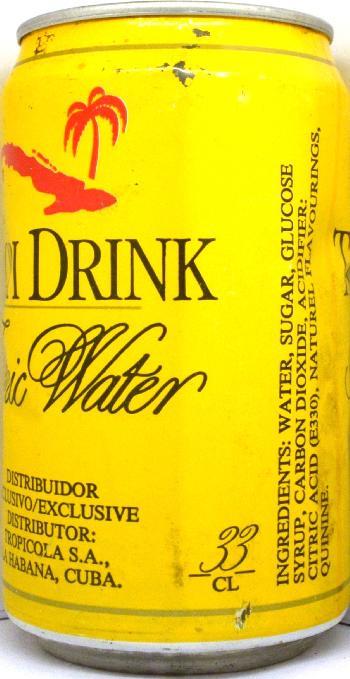 DRINK
Water
DISTRIBUIDOR
/EXCLUSIVE
DISTRIBUTOR:
TROPICOLA S.A.,
HABANA, CUBA.
33
CL
INGREDIENTS: WATER, SUGAR, GLUCOSE
SYRUP, CARBON DIOXIDE, ACIDIFIER:
CITRIC ACID (E330), NATUREL FLAVOURINGS,
QUININE.